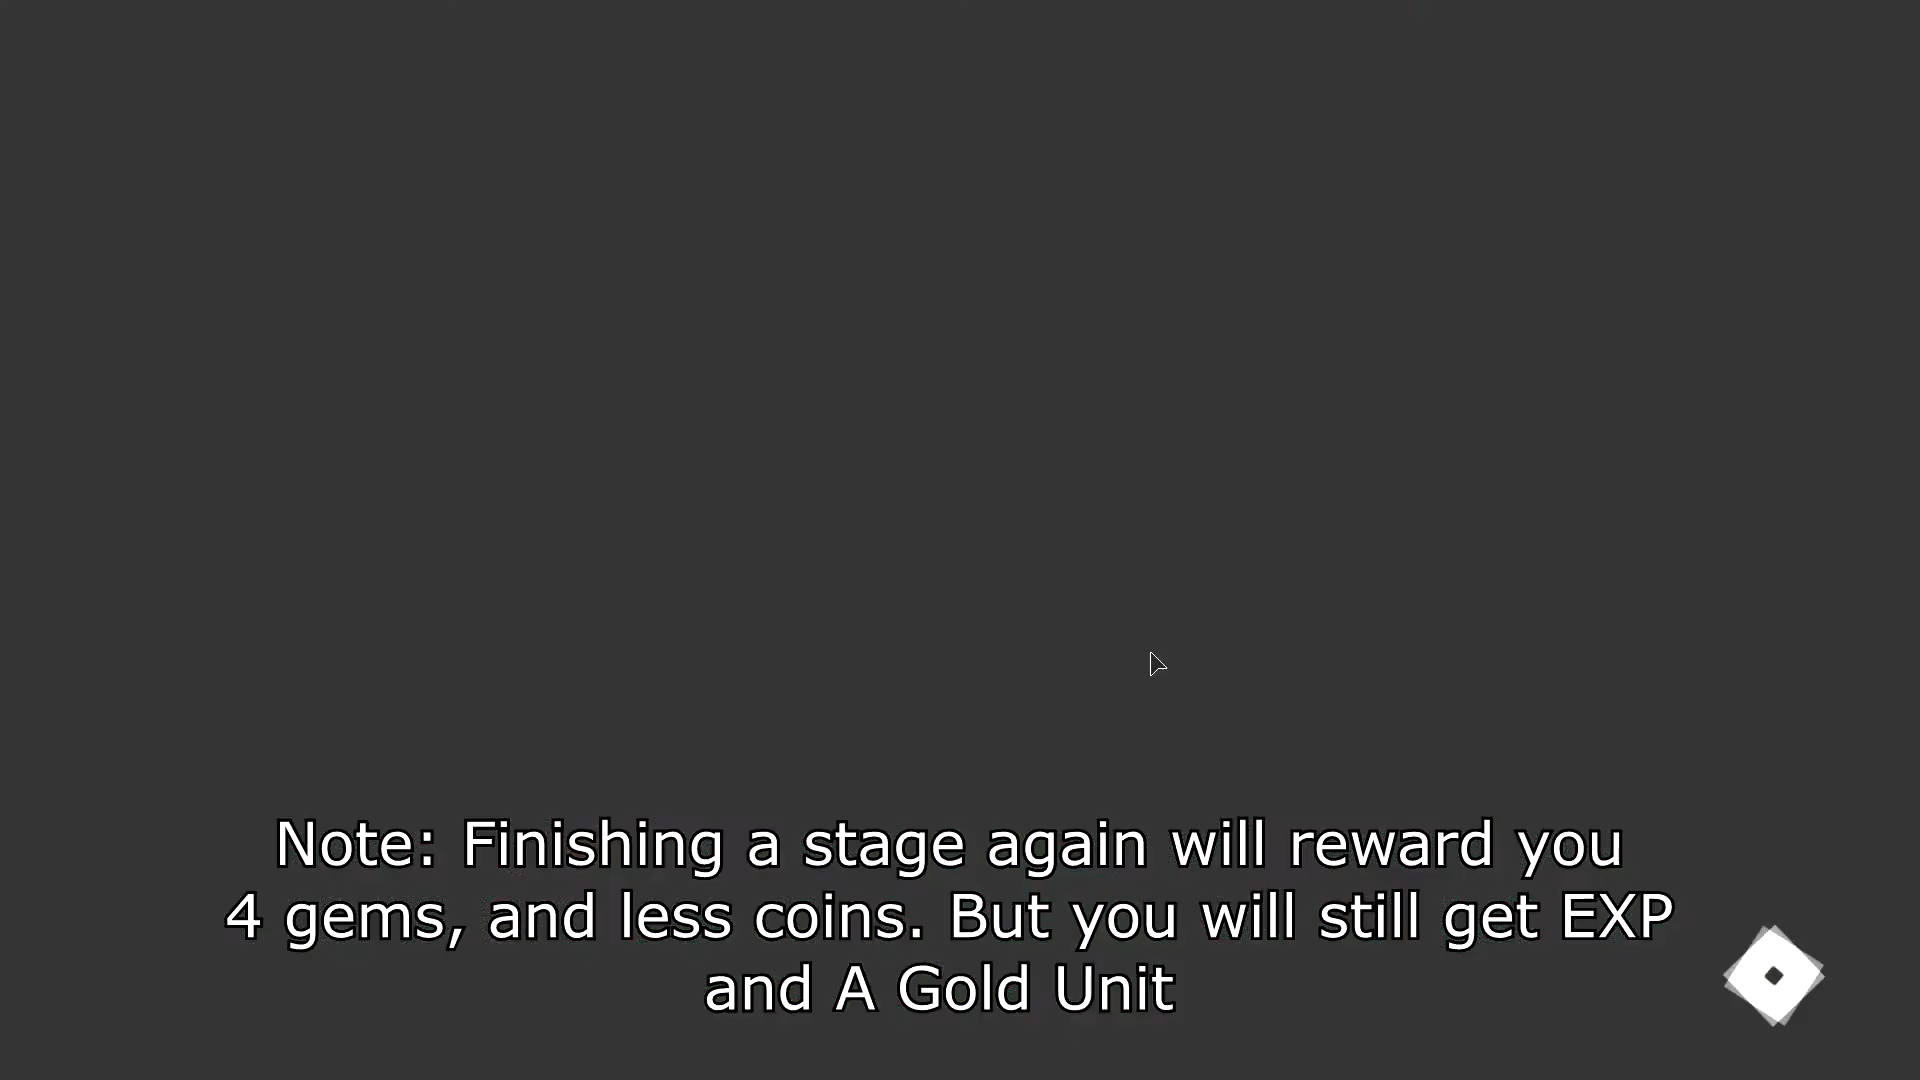 Note: Finishing a stage again will reward you
4 gems, and less coins. But you will still get EXP
and A Gold Unit